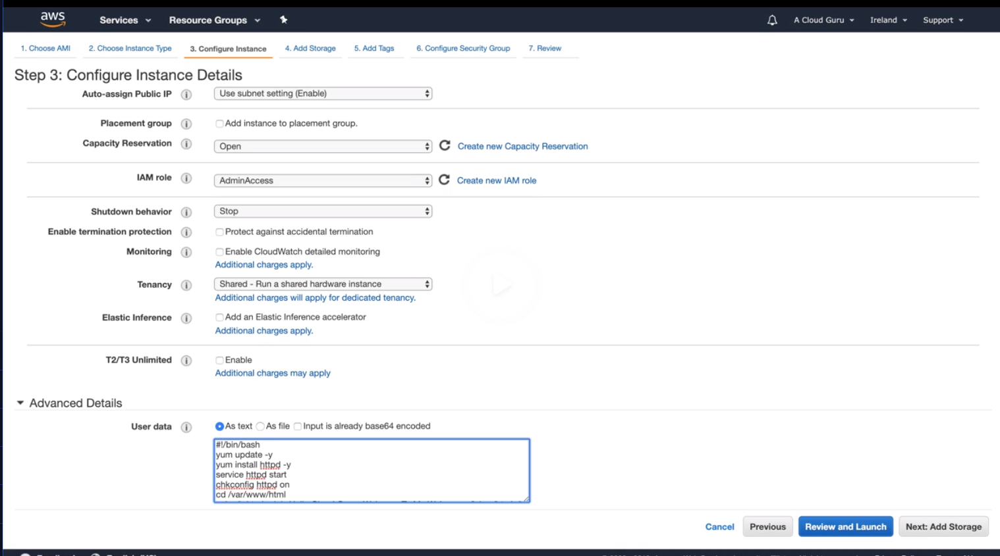 aws Services Resource Groups A Cloud Guru Ireland Support
1. Choose AMI 2. Choose Instance Type 3. Configure Instance 4. Add Storage 5. Add Tags 6. Configure Security Group 7. Review
Step 3: Configure Instance Details
Auto-assign Public IP Use subnet setting (Enable)
Placement group Add instance to placement group.
Capacity Reservation Open Create new Capacity Reservation
IAM role AdminAccess Create new IAM role
Shutdown behavior Stop
Enable termination protection Protect against accidental termination
Monitoring Enable CloudWatch detailed monitoring
Additional charges apply.
Tenancy Shared - Run a shared hardware instance
Additional charges will apply for dedicated tenancy.
Elastic Inference Add an Elastic Inference accelerator
Additional charges apply.
T2/T3 Unlimited Enable
Additional charges may apply
Advanced Details
User data As text As file Input is already base64 encoded
#!/bin/bash
yum update -y
yum install httpd -y
service httpd start
chkconfig httpd on
cd /var/www/html
Cancel Previous Review and Launch Next: Add Storage